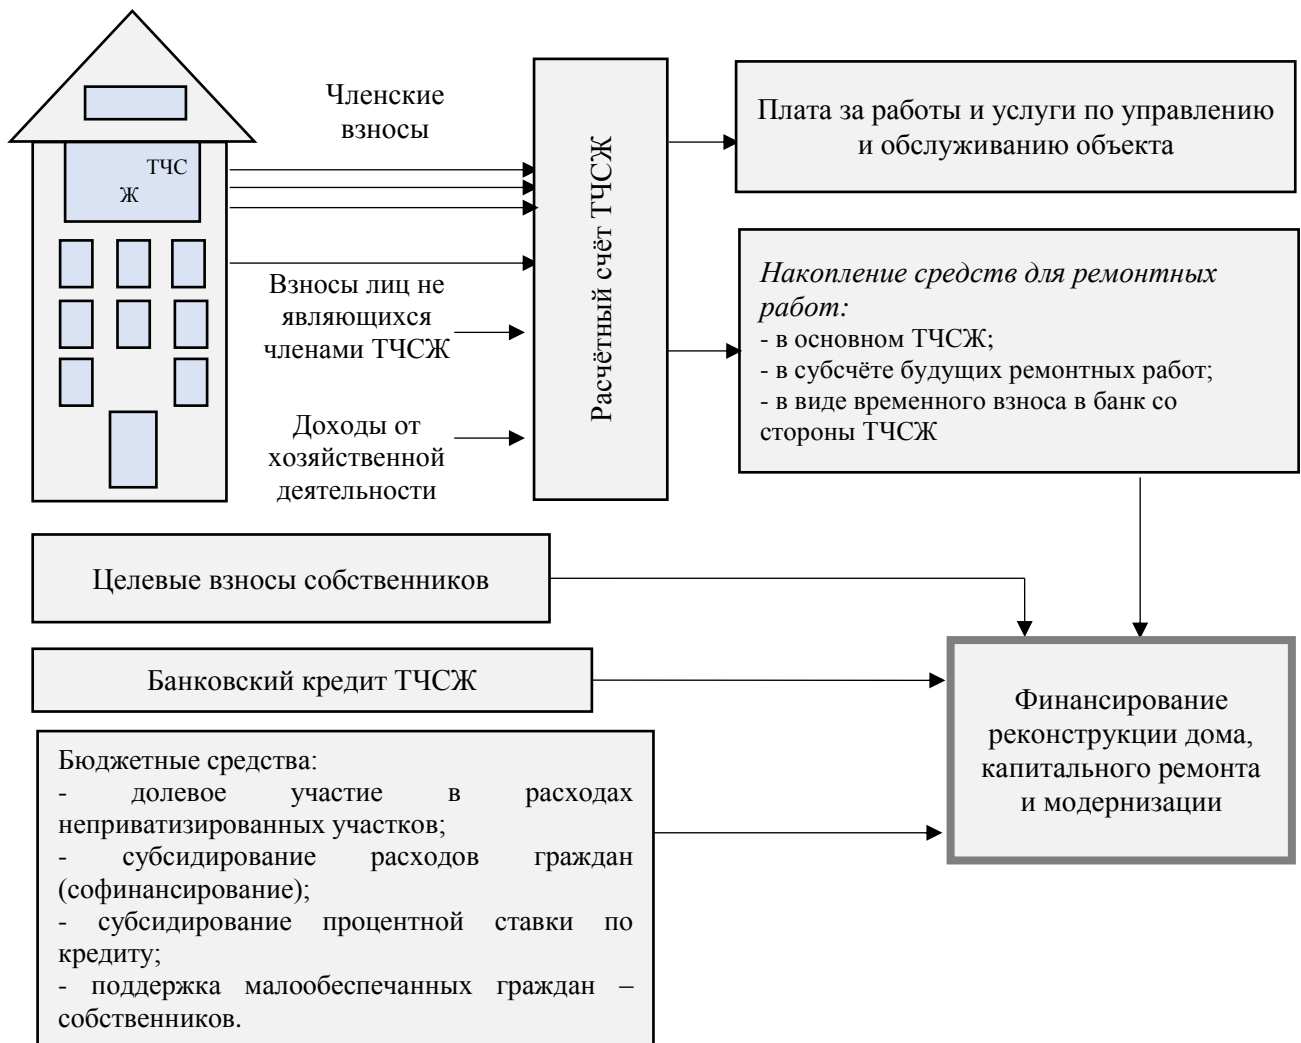 ТЧС
Ж
Членские
взносы
Взносы лиц не
являющихся
членами ТЧСЖ
Доходы от
хозяйственной
деятельности
Расчётный счёт ТЧСЖ
Плата за работы и услуги по управлению
и обслуживанию объекта
Накопление средств для ремонтных
работ:
- в основном ТЧСЖ;
- в субсчёте будущих ремонтных работ;
- в виде временного взноса в банк со
стороны ТЧСЖ
Целевые взносы собственников
Банковский кредит ТЧСЖ
Бюджетные средства:
- долевое участие в расходах
неприватизированных участков;
- субсидирование расходов граждан
(софинансирование);
- субсидирование процентной ставки по
кредиту;
- поддержка малообеспечанных граждан –
собственников.
Финансирование
реконструкции дома,
капитального ремонта
и модернизации